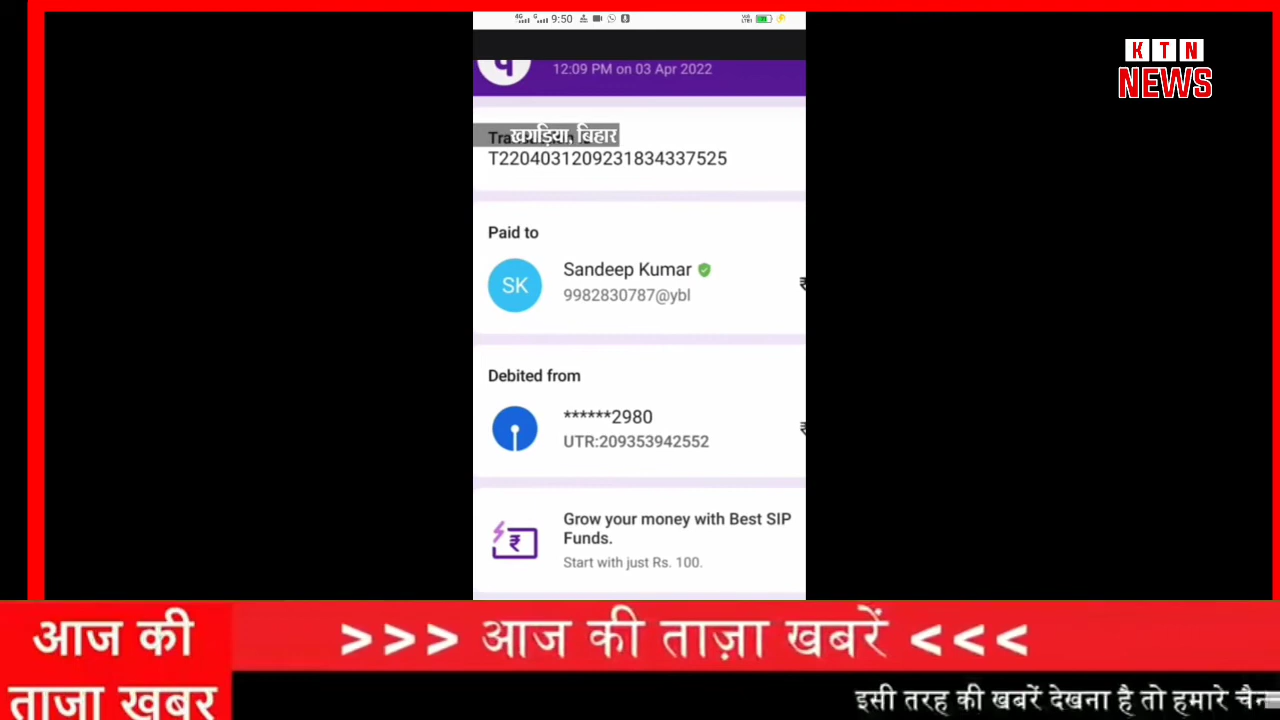 9:50
K T N
NEWS
12:09 PM on 03 Apr 2022
खगड़िया, बिहार
T2204031209231834337525
Paid to
SK
Sandeep Kumar
9982830787@ybl
₹
Debited from
******2980
UTR:209353942552
₹
Grow your money with Best SIP
Funds.
Start with just Rs. 100.
आज की
ताजा खबर
>>> आज की ताज़ा खबरें <<<
इसी तरह की खबरें देखना है तो हमारे चैन